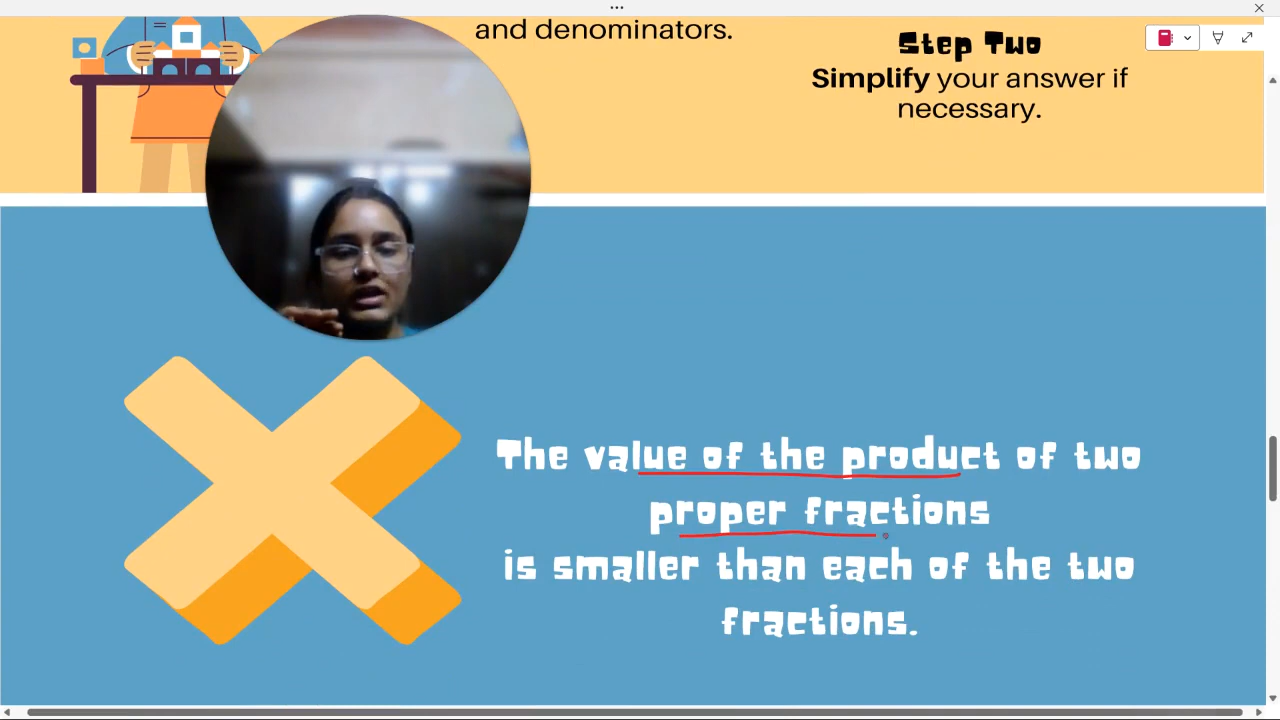 and denominators.
Step Two
Simplify your answer if
necessary.
The value of the product of two
proper fractions
is smaller than each of the two
fractions.